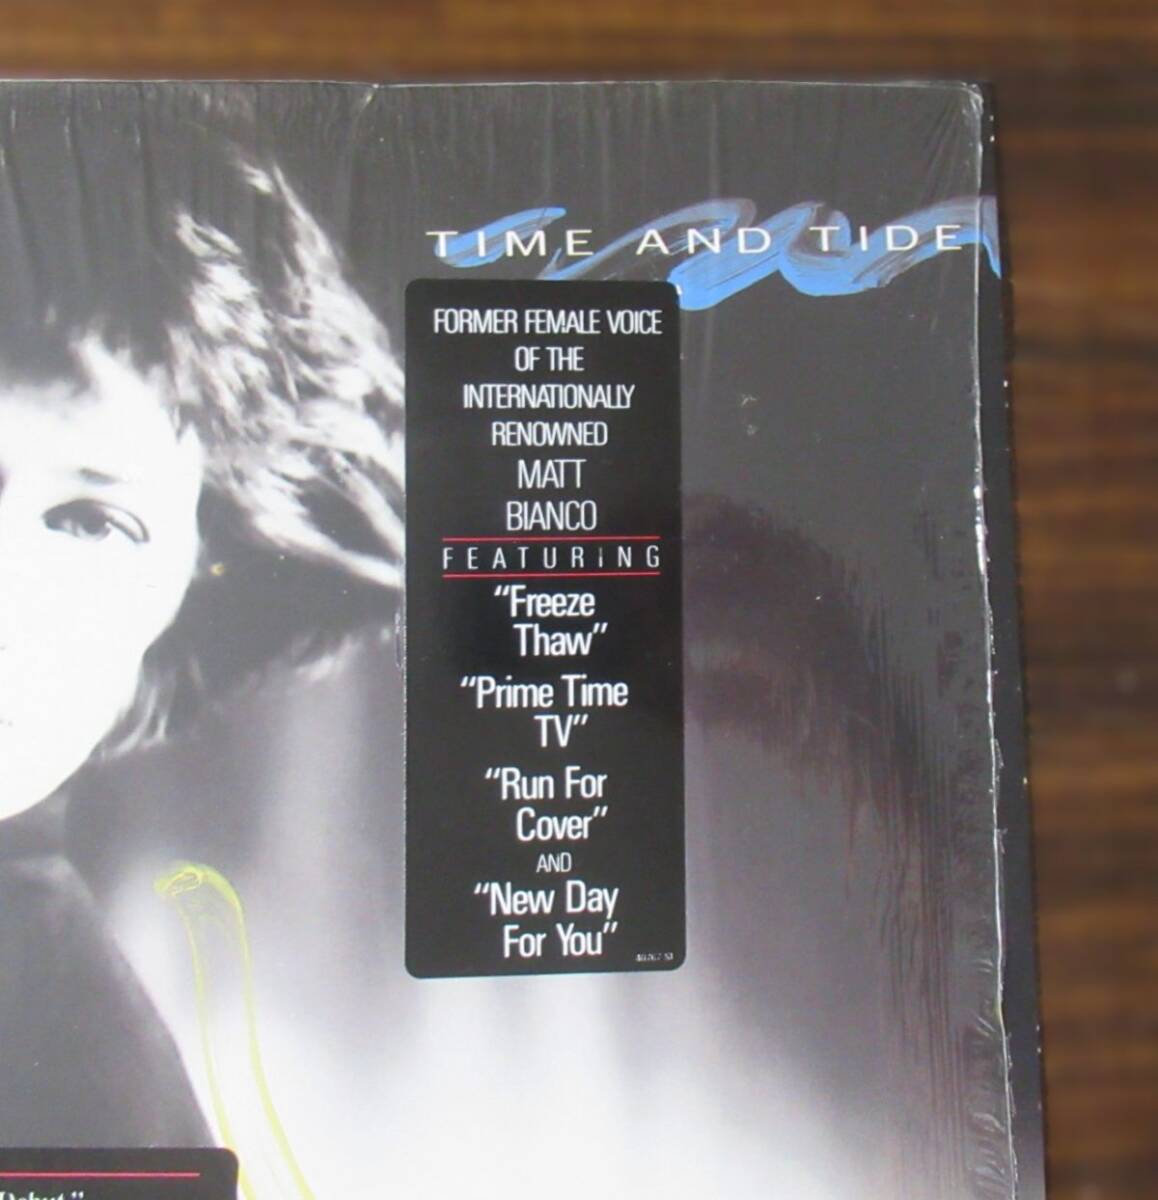 TIME AND TIDE
FORMER FEMALE VOICE
OF THE
INTERNATIONALLY
RENOWNED
MATT
BIANCO
FEATURING
“Freeze
Thaw”
“Prime Time
TV”
“Run For
Cover”
AND
“New Day
For You”